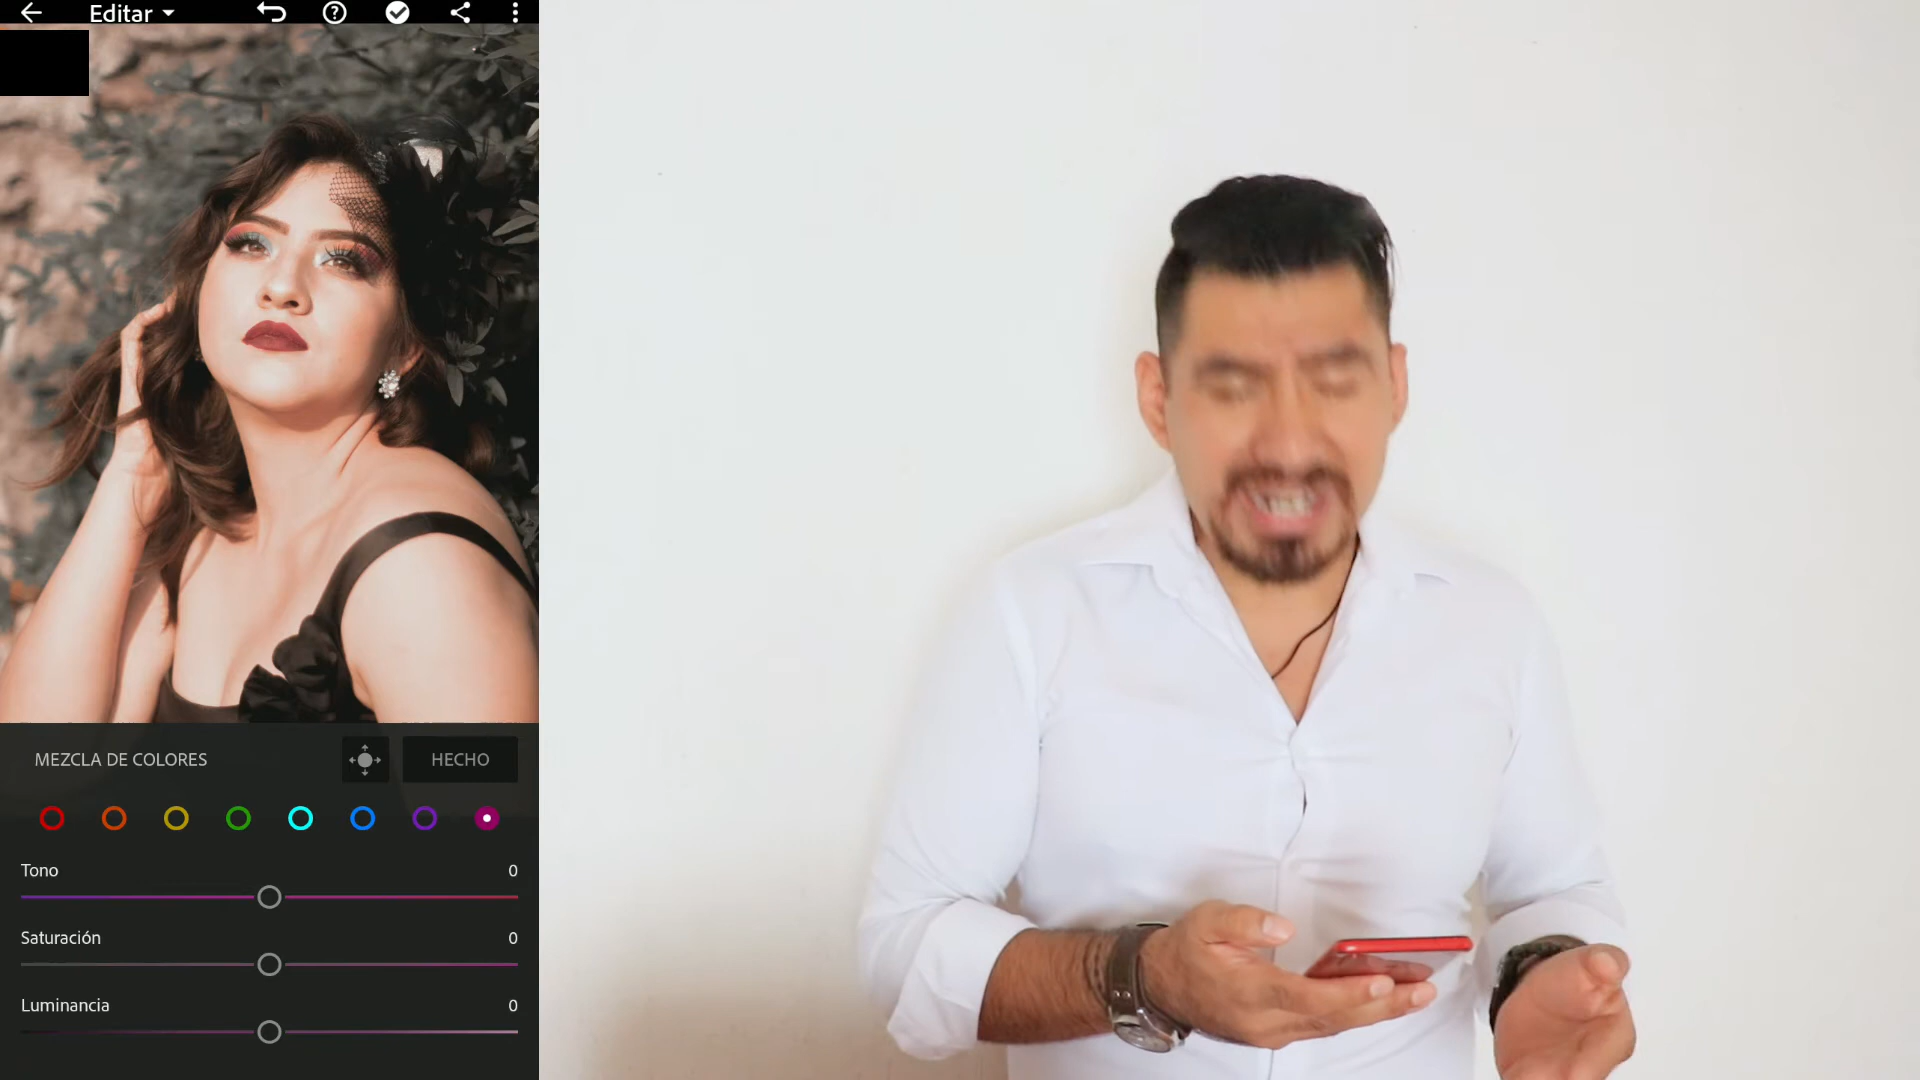 Editar
MEZCLA DE COLORES
HECHO
Tono 0
Saturación 0
Luminancia 0